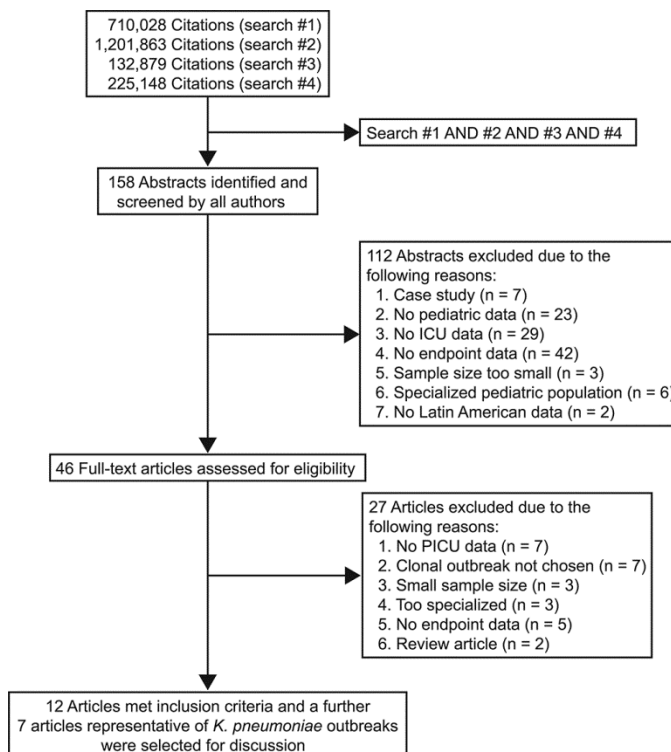 710,028 Citations (search #1)
1,201,863 Citations (search #2)
132,879 Citations (search #3)
225,148 Citations (search #4)
Search #1 AND #2 AND #3 AND #4
158 Abstracts identified and
screened by all authors
112 Abstracts excluded due to the
following reasons:
1. Case study (n = 7)
2. No pediatric data (n = 23)
3. No ICU data (n = 29)
4. No endpoint data (n = 42)
5. Sample size too small (n = 3)
6. Specialized pediatric population (n = 6)
7. No Latin American data (n = 2)
46 Full-text articles assessed for eligibility
27 Articles excluded due to the
following reasons:
1. No PICU data (n = 7)
2. Clonal outbreak not chosen (n = 7)
3. Small sample size (n = 3)
4. Too specialized (n = 3)
5. No endpoint data (n = 5)
6. Review article (n = 2)
12 Articles met inclusion criteria and a further
7 articles representative of K. pneumoniae outbreaks
were selected for discussion